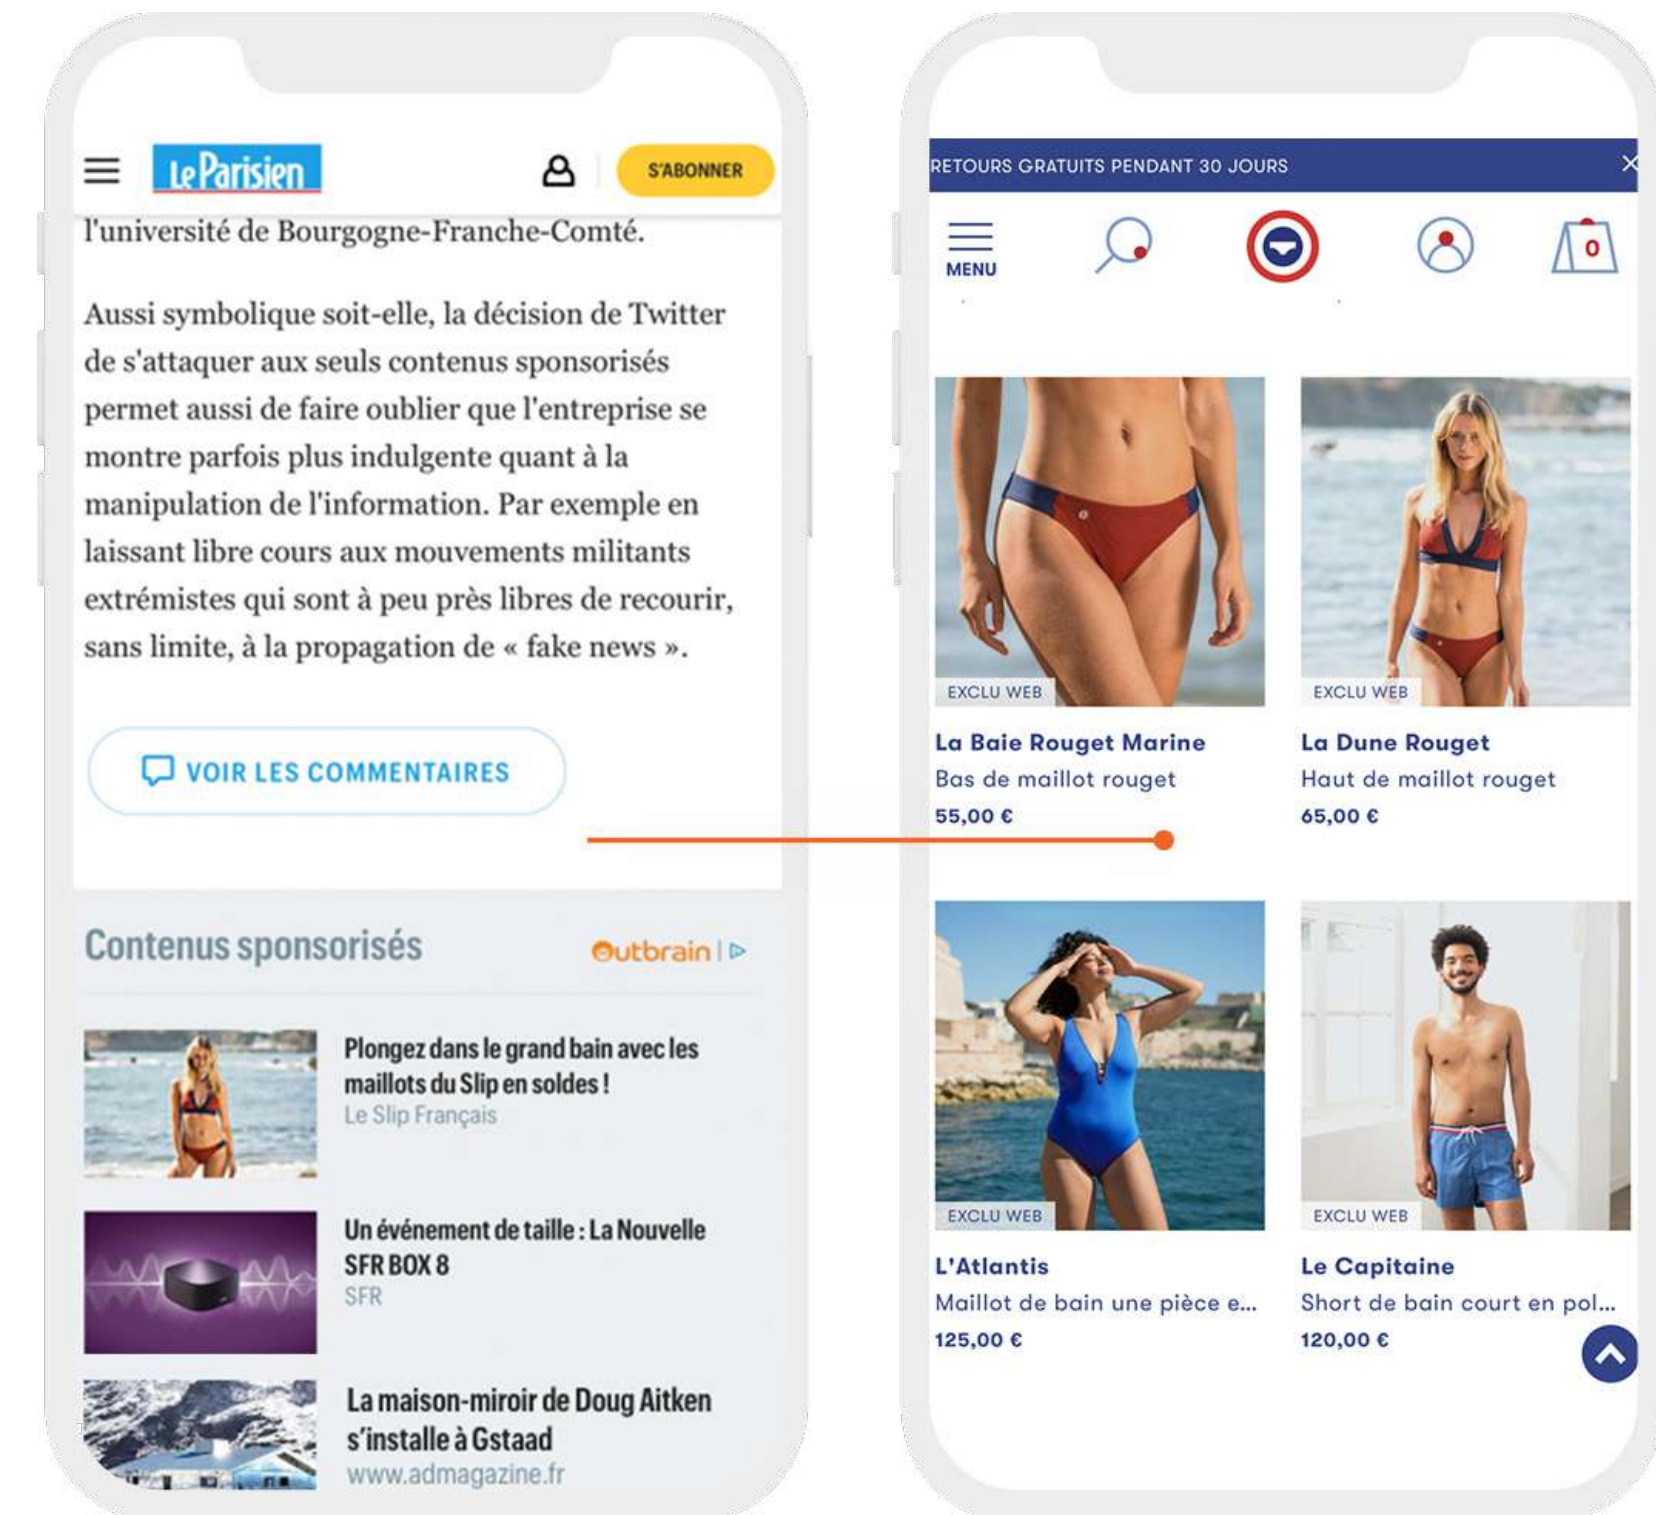 Le Parisien
S'ABONNER
l'université de Bourgogne-Franche-Comté.
Aussi symbolique soit-elle, la décision de Twitter
de s'attaquer aux seuls contenus sponsorisés
permet aussi de faire oublier que l'entreprise se
montre parfois plus indulgente quant à la
manipulation de l'information. Par exemple en
laissant libre cours aux mouvements militants
extrémistes qui sont à peu près libres de recourir,
sans limite, à la propagation de « fake news ».
VOIR LES COMMENTAIRES
Contenus sponsorisés
Outbrain
Plongez dans le grand bain avec les
maillots du Slip en soldes !
Le Slip Français
Un événement de taille : La Nouvelle
SFR BOX 8
SFR
La maison-miroir de Doug Aitken
s'installe à Gstaad
www.admagazine.fr
RETOURS GRATUITS PENDANT 30 JOURS
MENU
0
EXCLU WEB
La Baie Rouget Marine
Bas de maillot rouget
55,00 €
EXCLU WEB
La Dune Rouget
Haut de maillot rouget
65,00 €
EXCLU WEB
L'Atlantis
Maillot de bain une pièce e...
125,00 €
EXCLU WEB
Le Capitaine
Short de bain court en pol...
120,00 €